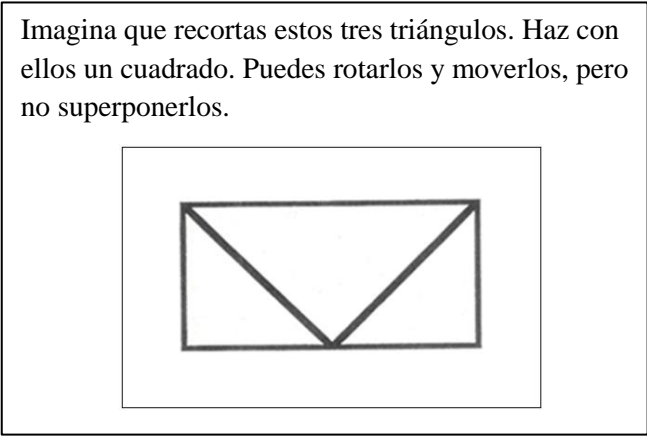 Imagina que recortas estos tres triángulos. Haz con
ellos un cuadrado. Puedes rotarlos y moverlos, pero
no superponerlos.